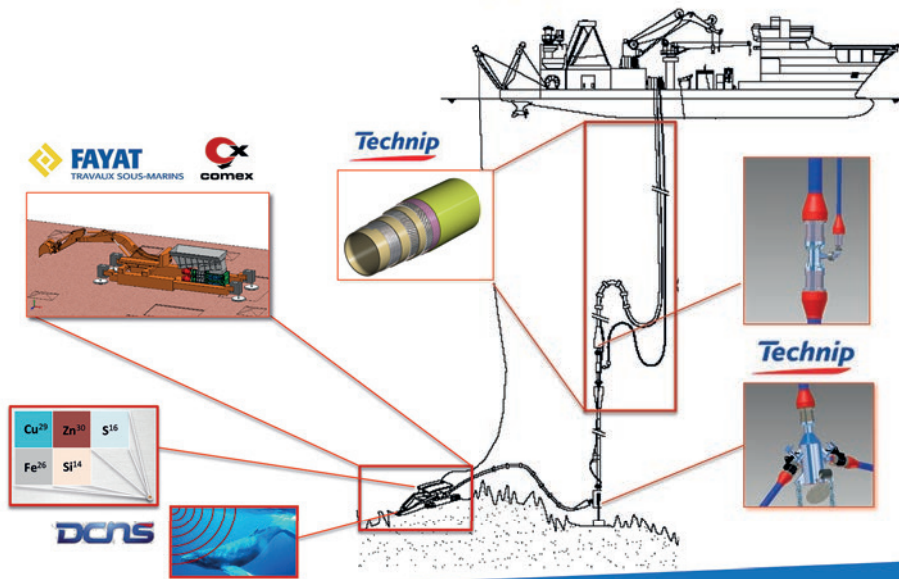 Technip
FAYAT
TRAVAUX SOUS-MARINS
comex
Technip
Cu29 Zn30 S16
Fe26 Si14
DCNS